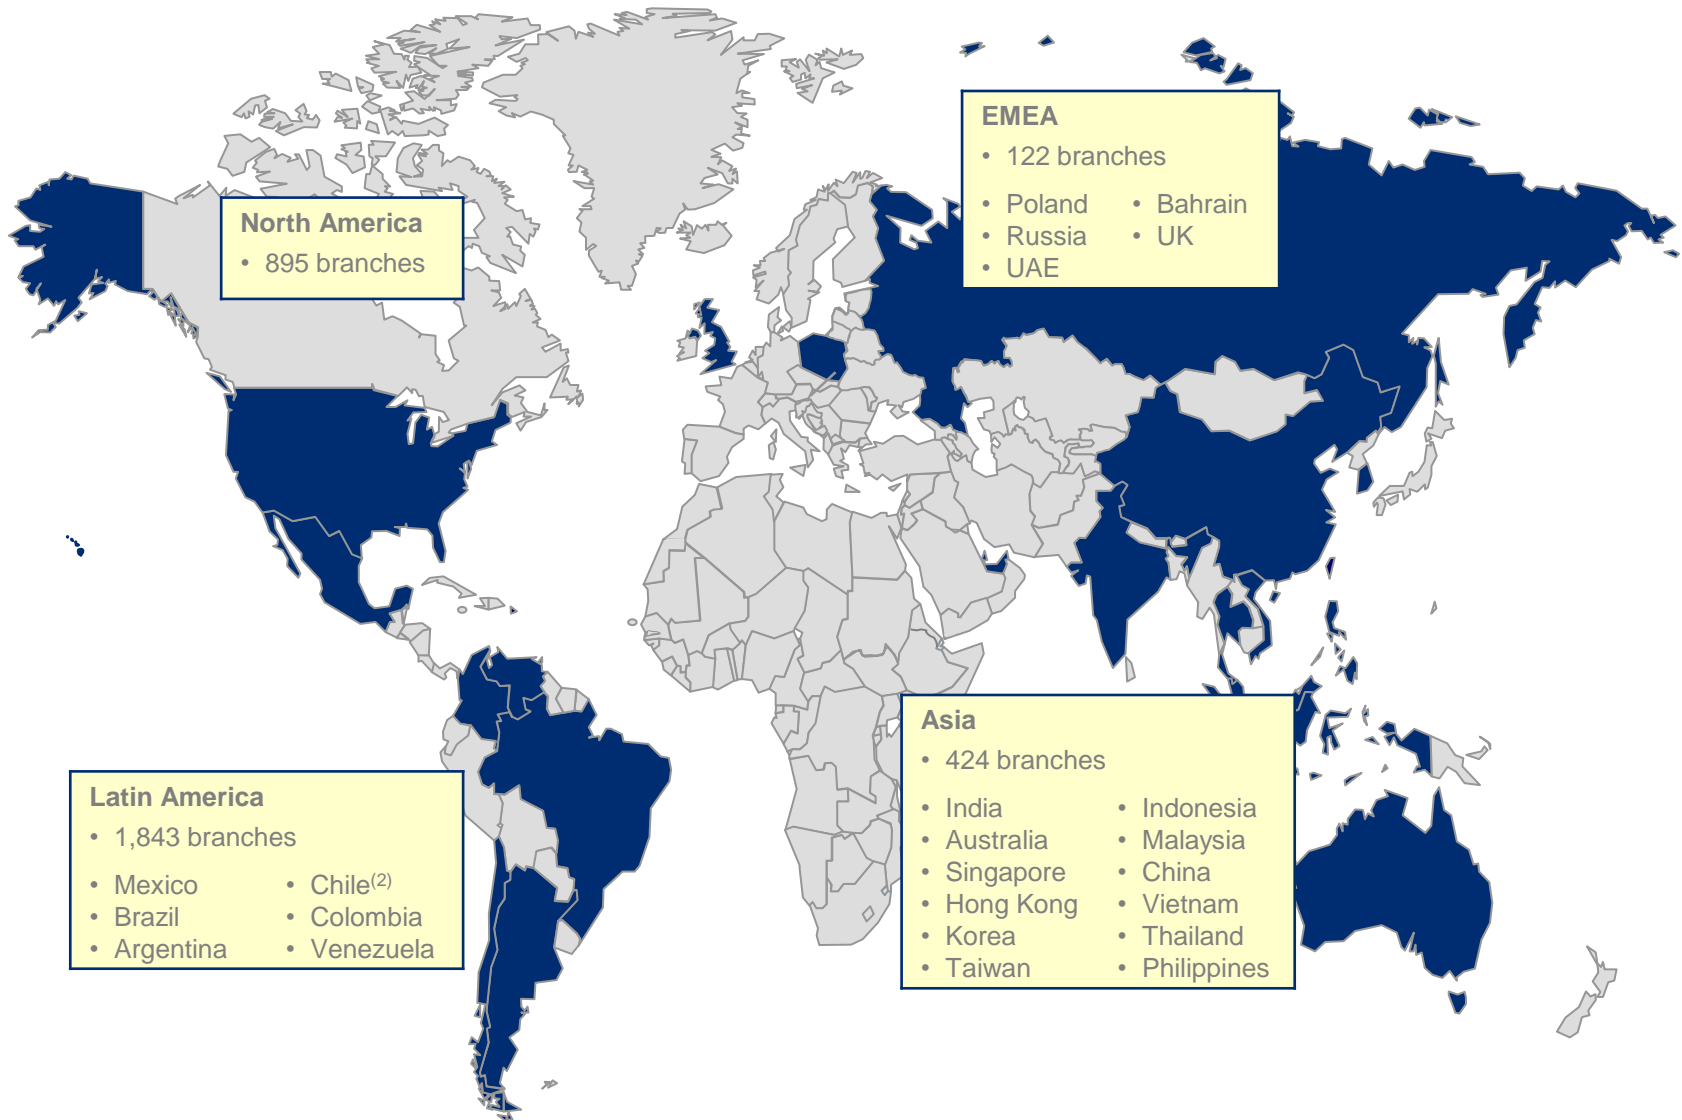 EMEA
• 122 branches
• Poland • Bahrain
• Russia • UK
• UAE
North America
• 895 branches
Asia
• 424 branches
• India • Indonesia
• Australia • Malaysia
• Singapore • China
• Hong Kong • Vietnam
• Korea • Thailand
• Taiwan • Philippines
Latin America
• 1,843 branches
• Mexico • Chile(2)
• Brazil • Colombia
• Argentina • Venezuela